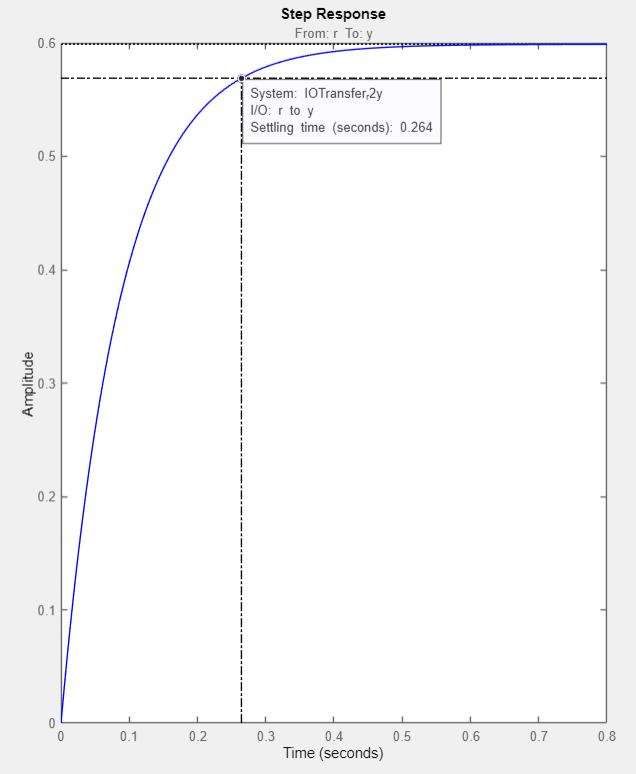 Step Response
From: r To: y
System: IOTransferᵣ2y
I/O: r to y
Settling time (seconds): 0.264
Amplitude
0.6
0.5
0.4
0.3
0.2
0.1
0
0 0.1 0.2 0.3 0.4 0.5 0.6 0.7 0.8
Time (seconds)